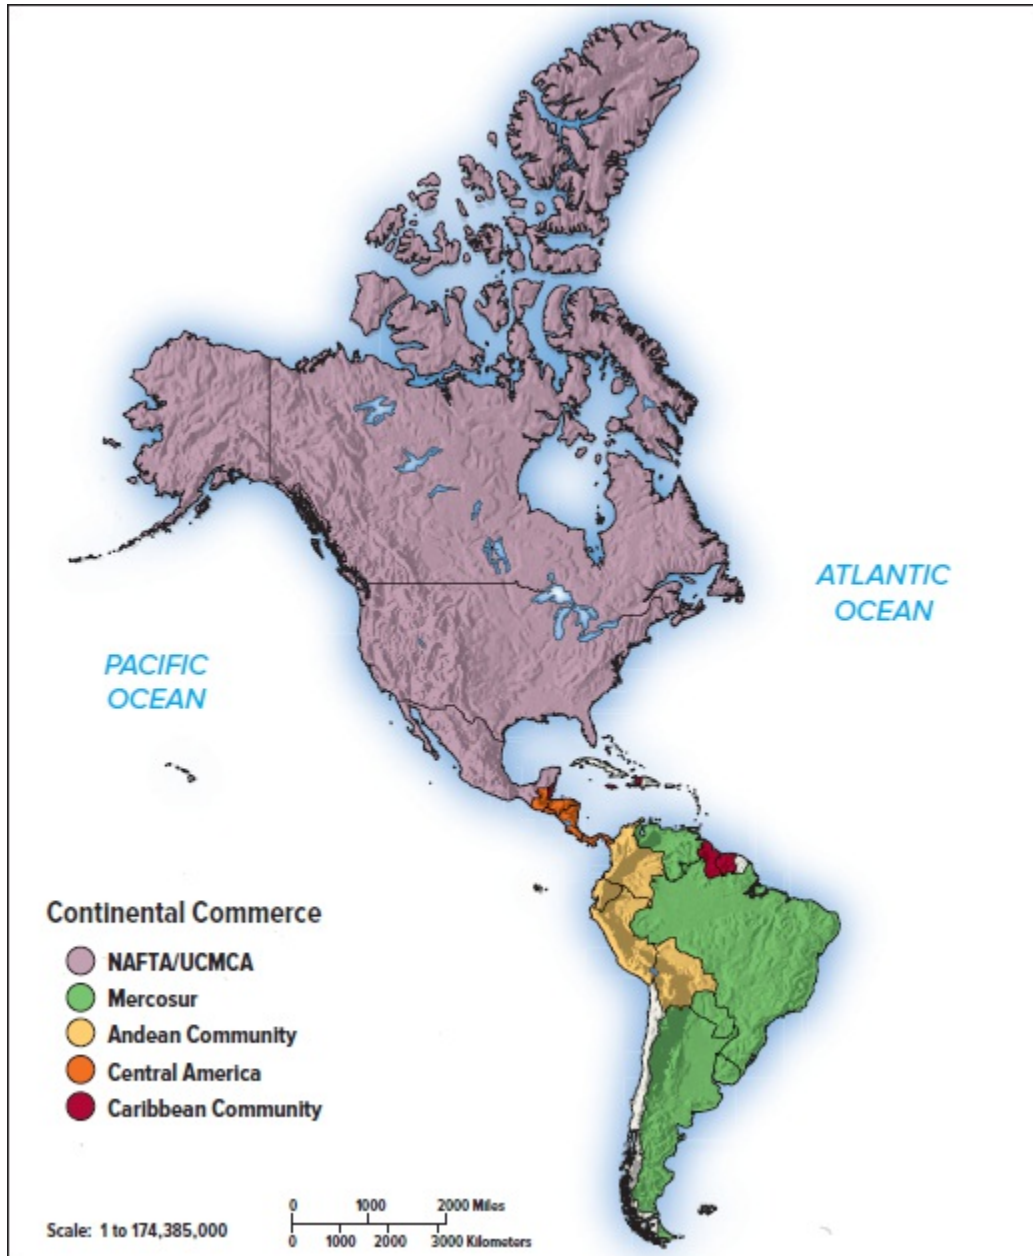 ATLANTIC
OCEAN
PACIFIC
OCEAN
Continental Commerce
NAFTA/UCMCA
Mercosur
Andean Community
Central America
Caribbean Community
Scale: 1 to 174,385,000
0 1000 2000 Miles
0 1000 2000 3000 Kilometers